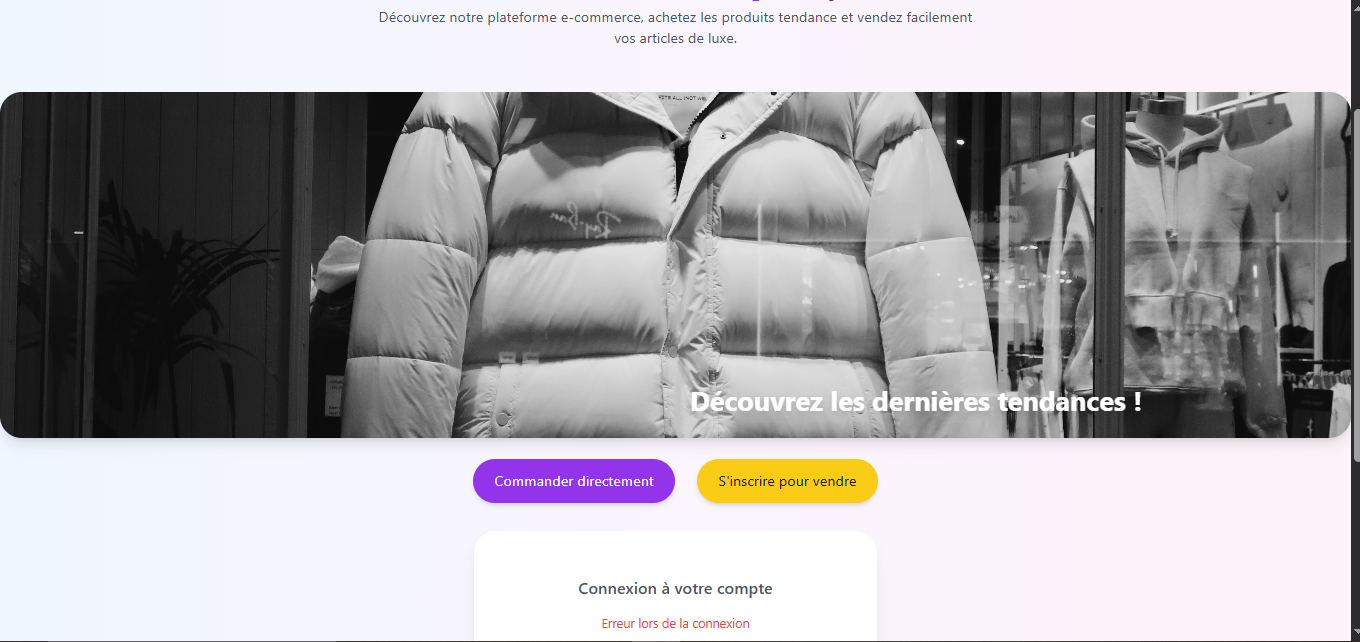 Découvrez notre plateforme e-commerce, achetez les produits tendance et vendez facilement
vos articles de luxe.
Découvrez les dernières tendances !
Commander directement
S'inscrire pour vendre
Connexion à votre compte
Erreur lors de la connexion